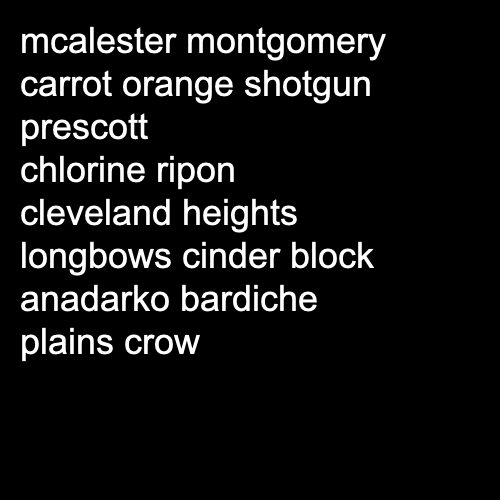 mcalester montgomery
carrot orange shotgun
prescott
chlorine ripon
cleveland heights
longbows cinder block
anadarko bardiche
plains crow